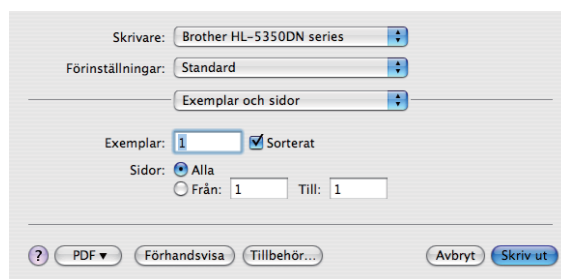 Skrivare: Brother HL-5350DN series
Förinställningar: Standard
Exemplar och sidor
Exemplar: 1 Sorterat
Sidor: Alla
Från: 1 Till: 1
? PDF ▼ Förhandsvisa Tillbehör... Avbryt Skriv ut